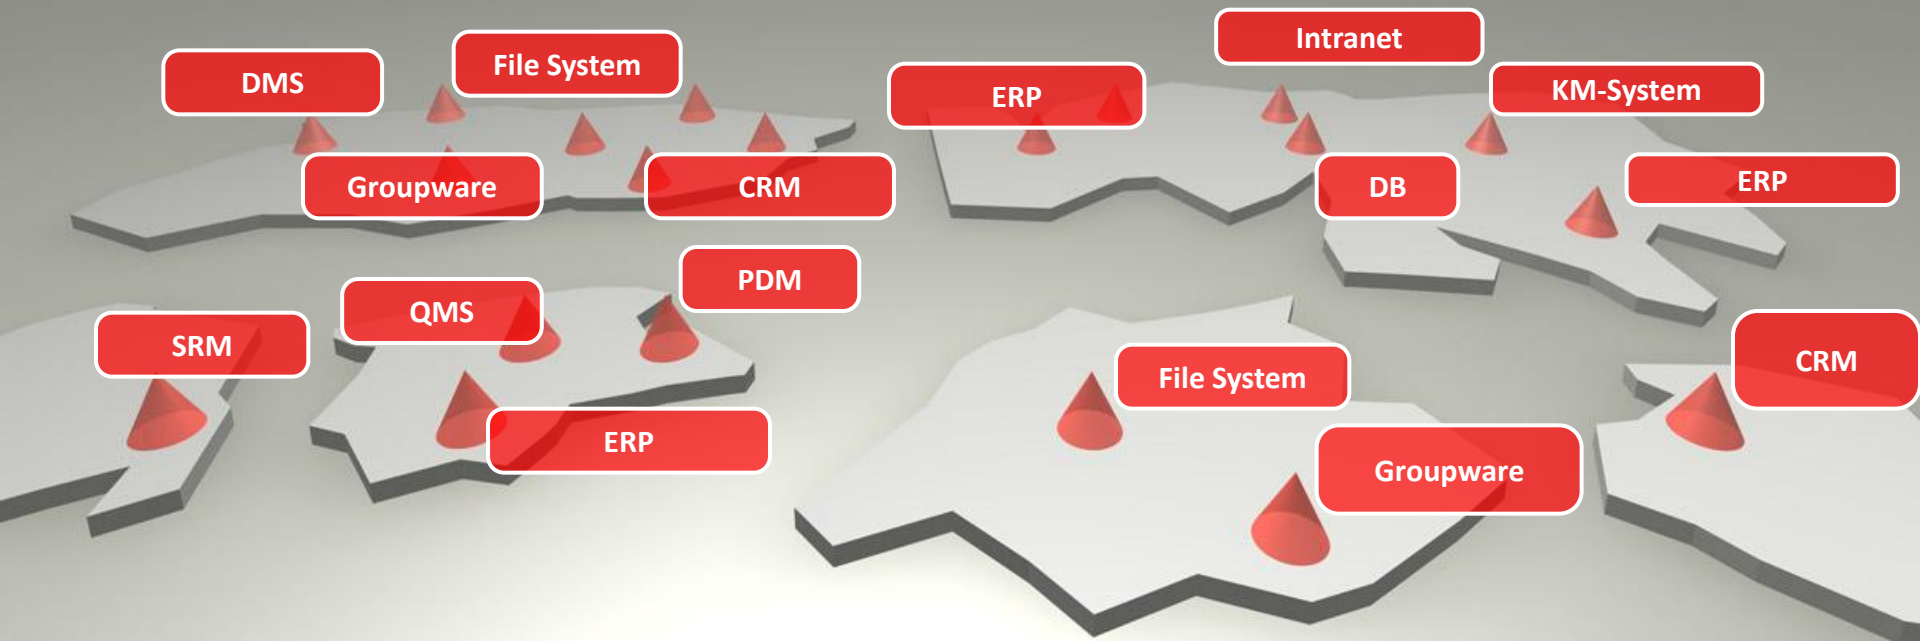 Intranet
File System
DMS
ERP
KM-System
Groupware
CRM
DB
ERP
PDM
QMS
SRM
File System
CRM
ERP
Groupware